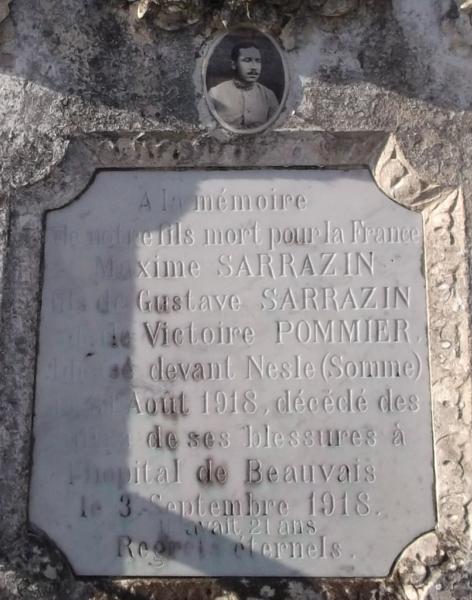 A la mémoire
de notre fils mort pour la France
Maxime SARRAZIN
fils de Gustave SARRAZIN
et de Victoire POMMIER,
blessé devant Nesle (Somme)
Août 1918, décédé des
suites de ses blessures à
l'hôpital de Beauvais
le 3 Septembre 1918.
Il avait 21 ans
Regrets éternels.